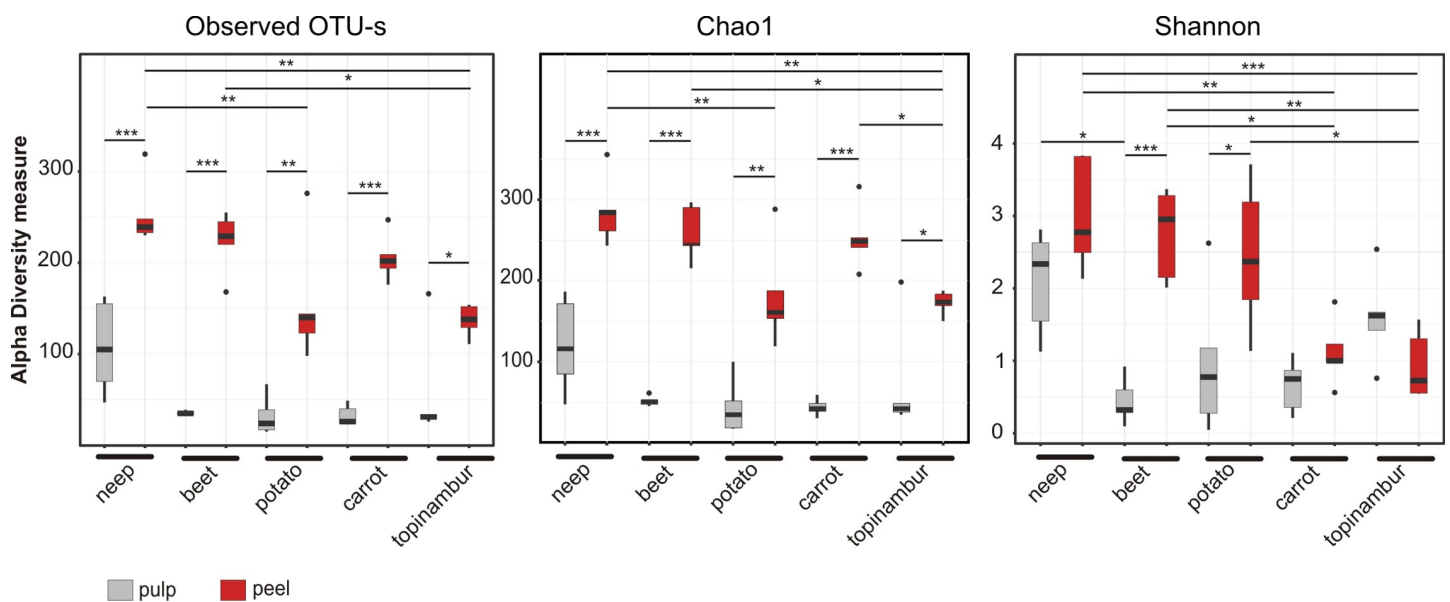 Observed OTU-s
Chao1
Shannon
Alpha Diversity measure
**
*
**
***
***
**
***
*
300
200
100
neep
beet
potato
carrot
topinambur
**
*
**
*
***
***
**
***
*
300
200
100
neep
beet
potato
carrot
topinambur
***
**
**
*
*
*
***
*
4
3
2
1
0
neep
beet
potato
carrot
topinambur
pulp
peel